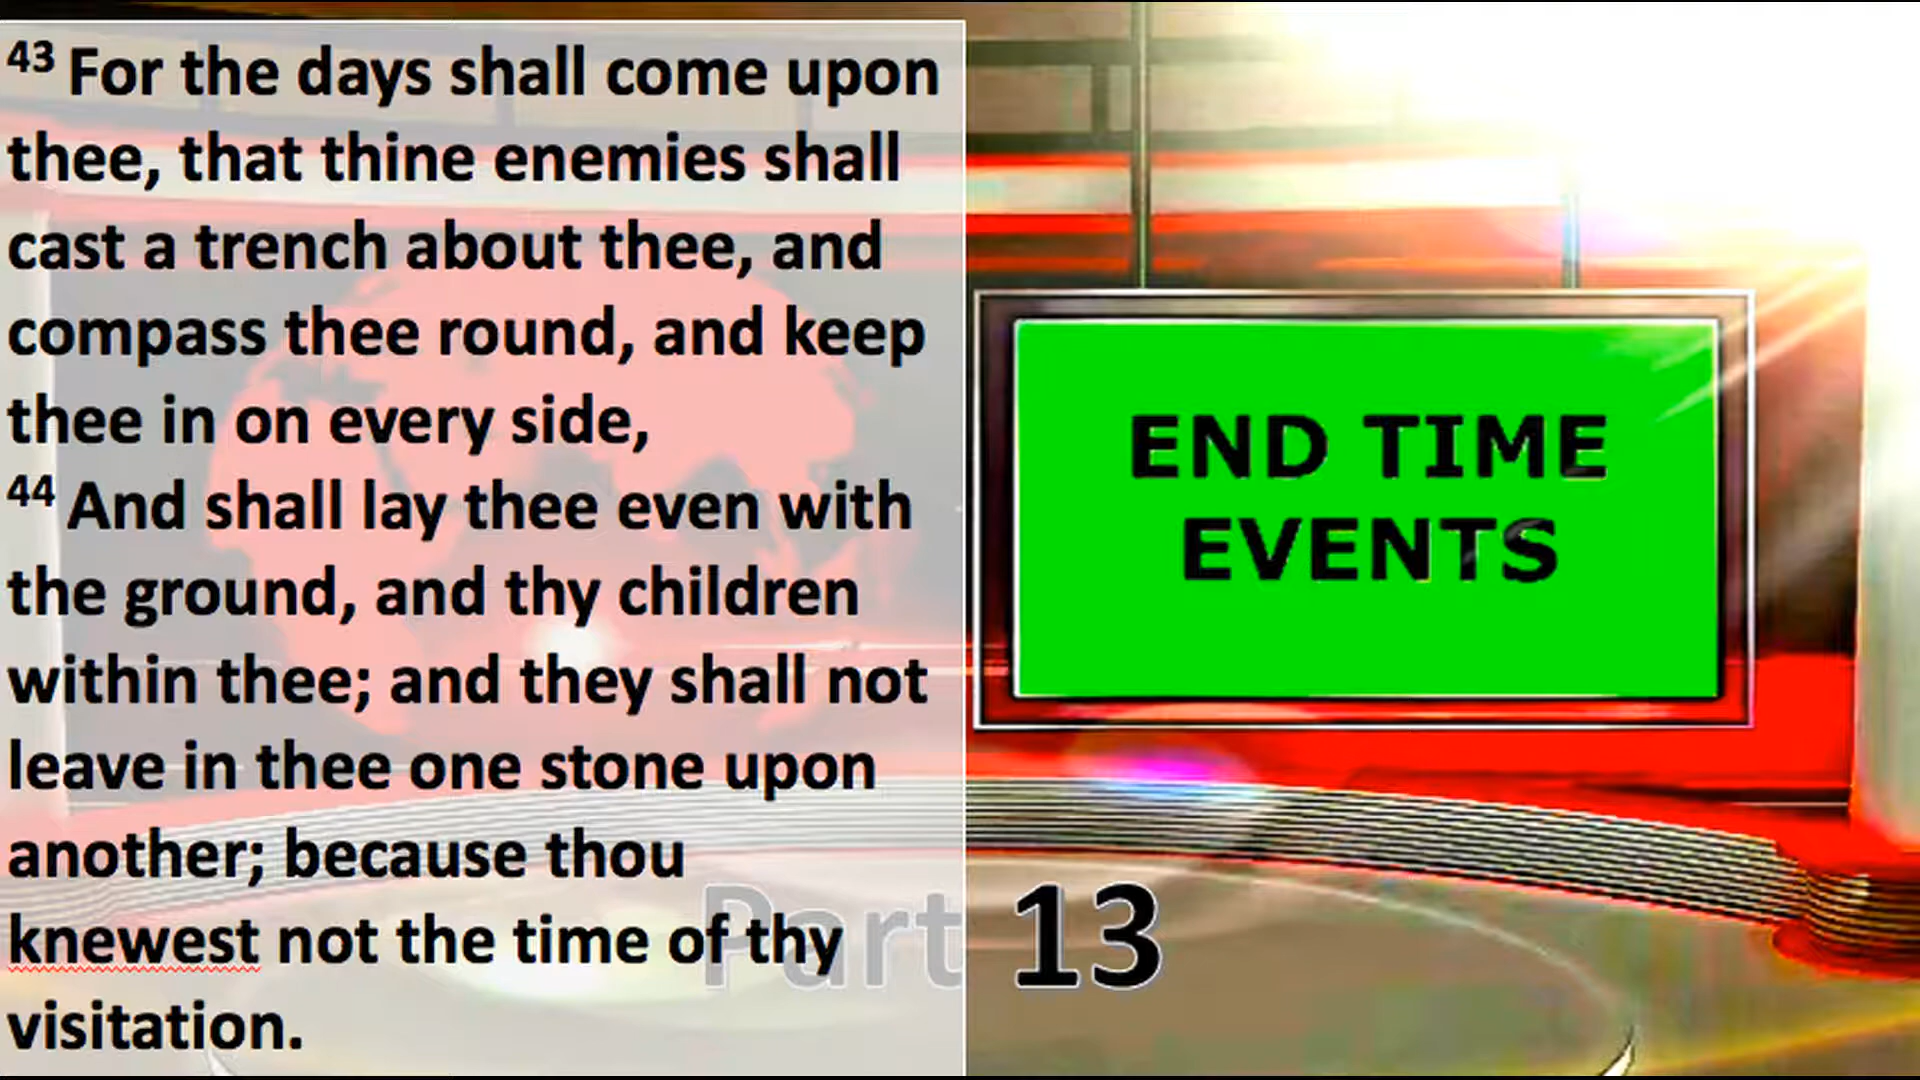 43 For the days shall come upon
thee, that thine enemies shall
cast a trench about thee, and
compass thee round, and keep
thee in on every side,
44 And shall lay thee even with
the ground, and thy children
within thee; and they shall not
leave in thee one stone upon
another; because thou
knewest not the time of thy
visitation.
END TIME
EVENTS
Part 13